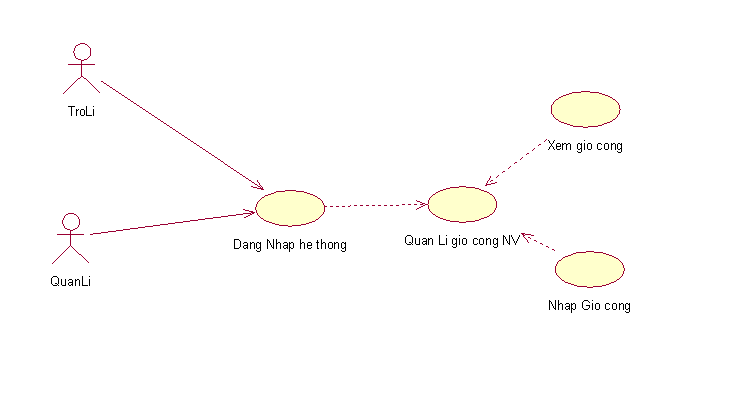 TroLi
Xem gio cong
Dang Nhap he thong
Quan Li gio cong NV
QuanLi
Nhap Gio cong